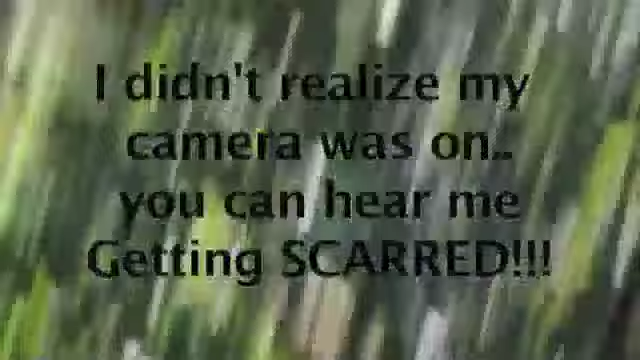 I didn't realize my
camera was on..
you can hear me
Getting SCARRED!!!